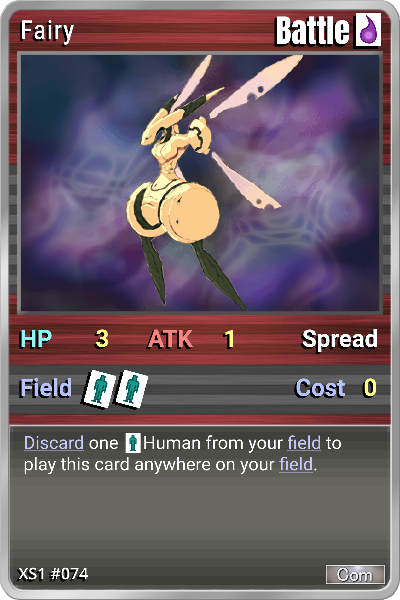 Fairy Battle
HP 3 ATK 1 Spread
Field Cost 0
Discard one Human from your field to
play this card anywhere on your field.
XS1 #074 Com